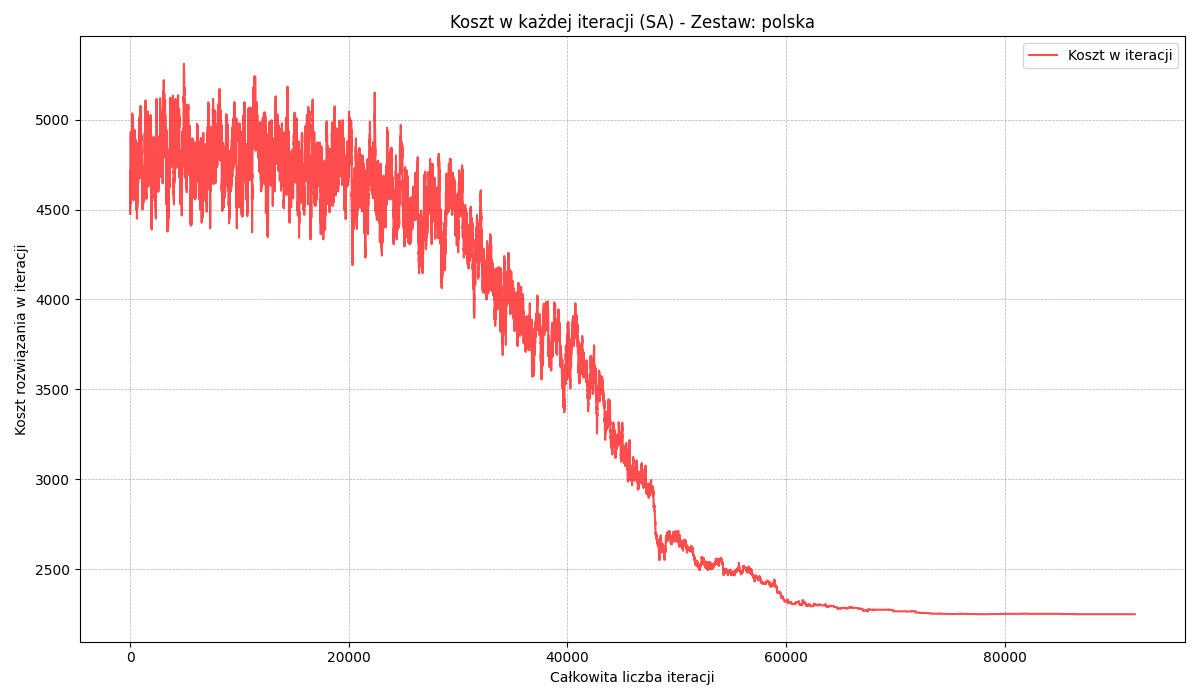 Koszt w każdej iteracji (SA) - Zestaw: polska
Koszt w iteracji
5000
4500
4000
3500
3000
2500
Koszt rozwiązania w iteracji
0 20000 40000 60000 80000
Całkowita liczba iteracji